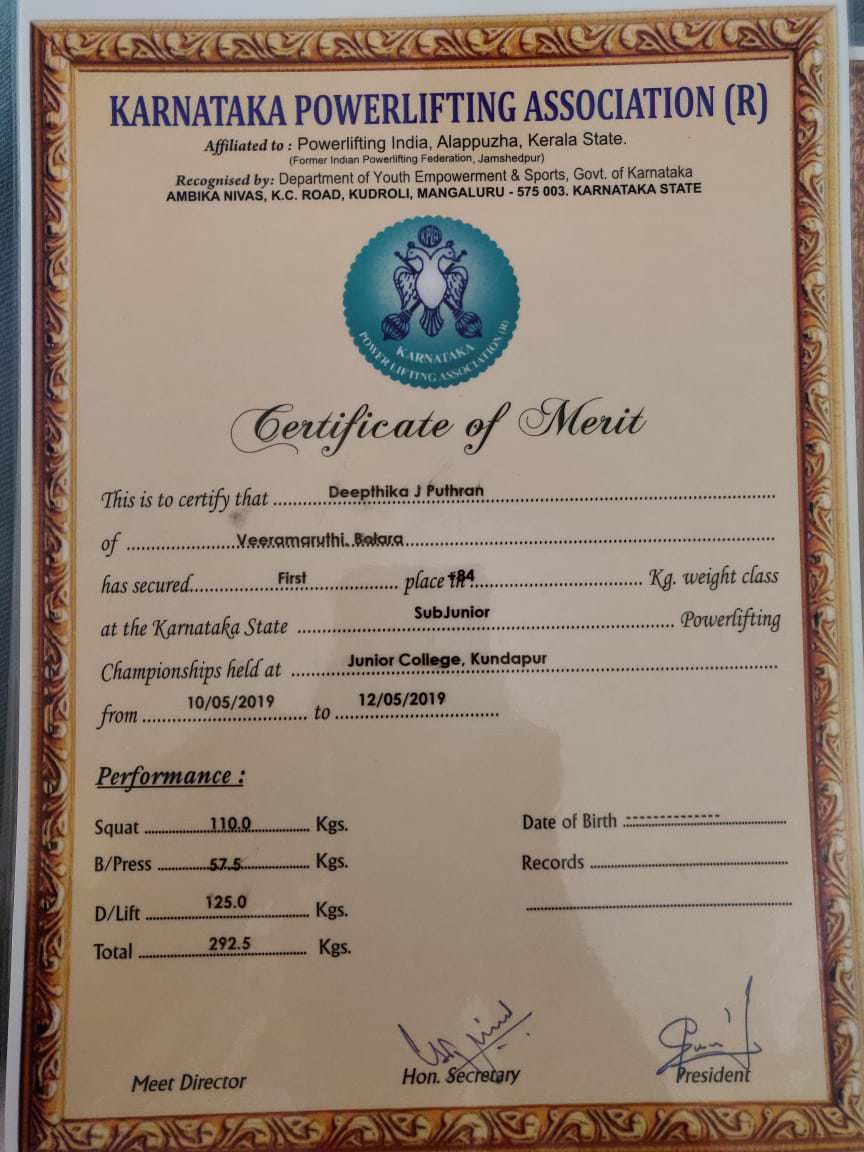 KARNATAKA POWERLIFTING ASSOCIATION (R)
Affiliated to : Powerlifting India, Alappuzha, Kerala State.
(Former Indian Powerlifting Federation, Jamshedpur)
Recognised by: Department of Youth Empowerment & Sports, Govt. of Karnataka
AMBIKA NIVAS, K.C. ROAD, KUDROLI, MANGALURU - 575 003. KARNATAKA STATE
KPLA
KARNATAKA
POWER LIFTING ASSOCIATION (R)
Certificate of Merit
This is to certify that Deepthika J Puthran
of Veeramaruthi, Bolara
has secured First place in +84 Kg. weight class
at the Karnataka State SubJunior Powerlifting
Championships held at Junior College, Kundapur
from 10/05/2019 to 12/05/2019
Performance :
Squat 110.0 Kgs.
B/Press 57.5 Kgs.
D/Lift 125.0 Kgs.
Total 292.5 Kgs.
Date of Birth --------------
Records
Meet Director
Hon. Secretary
President